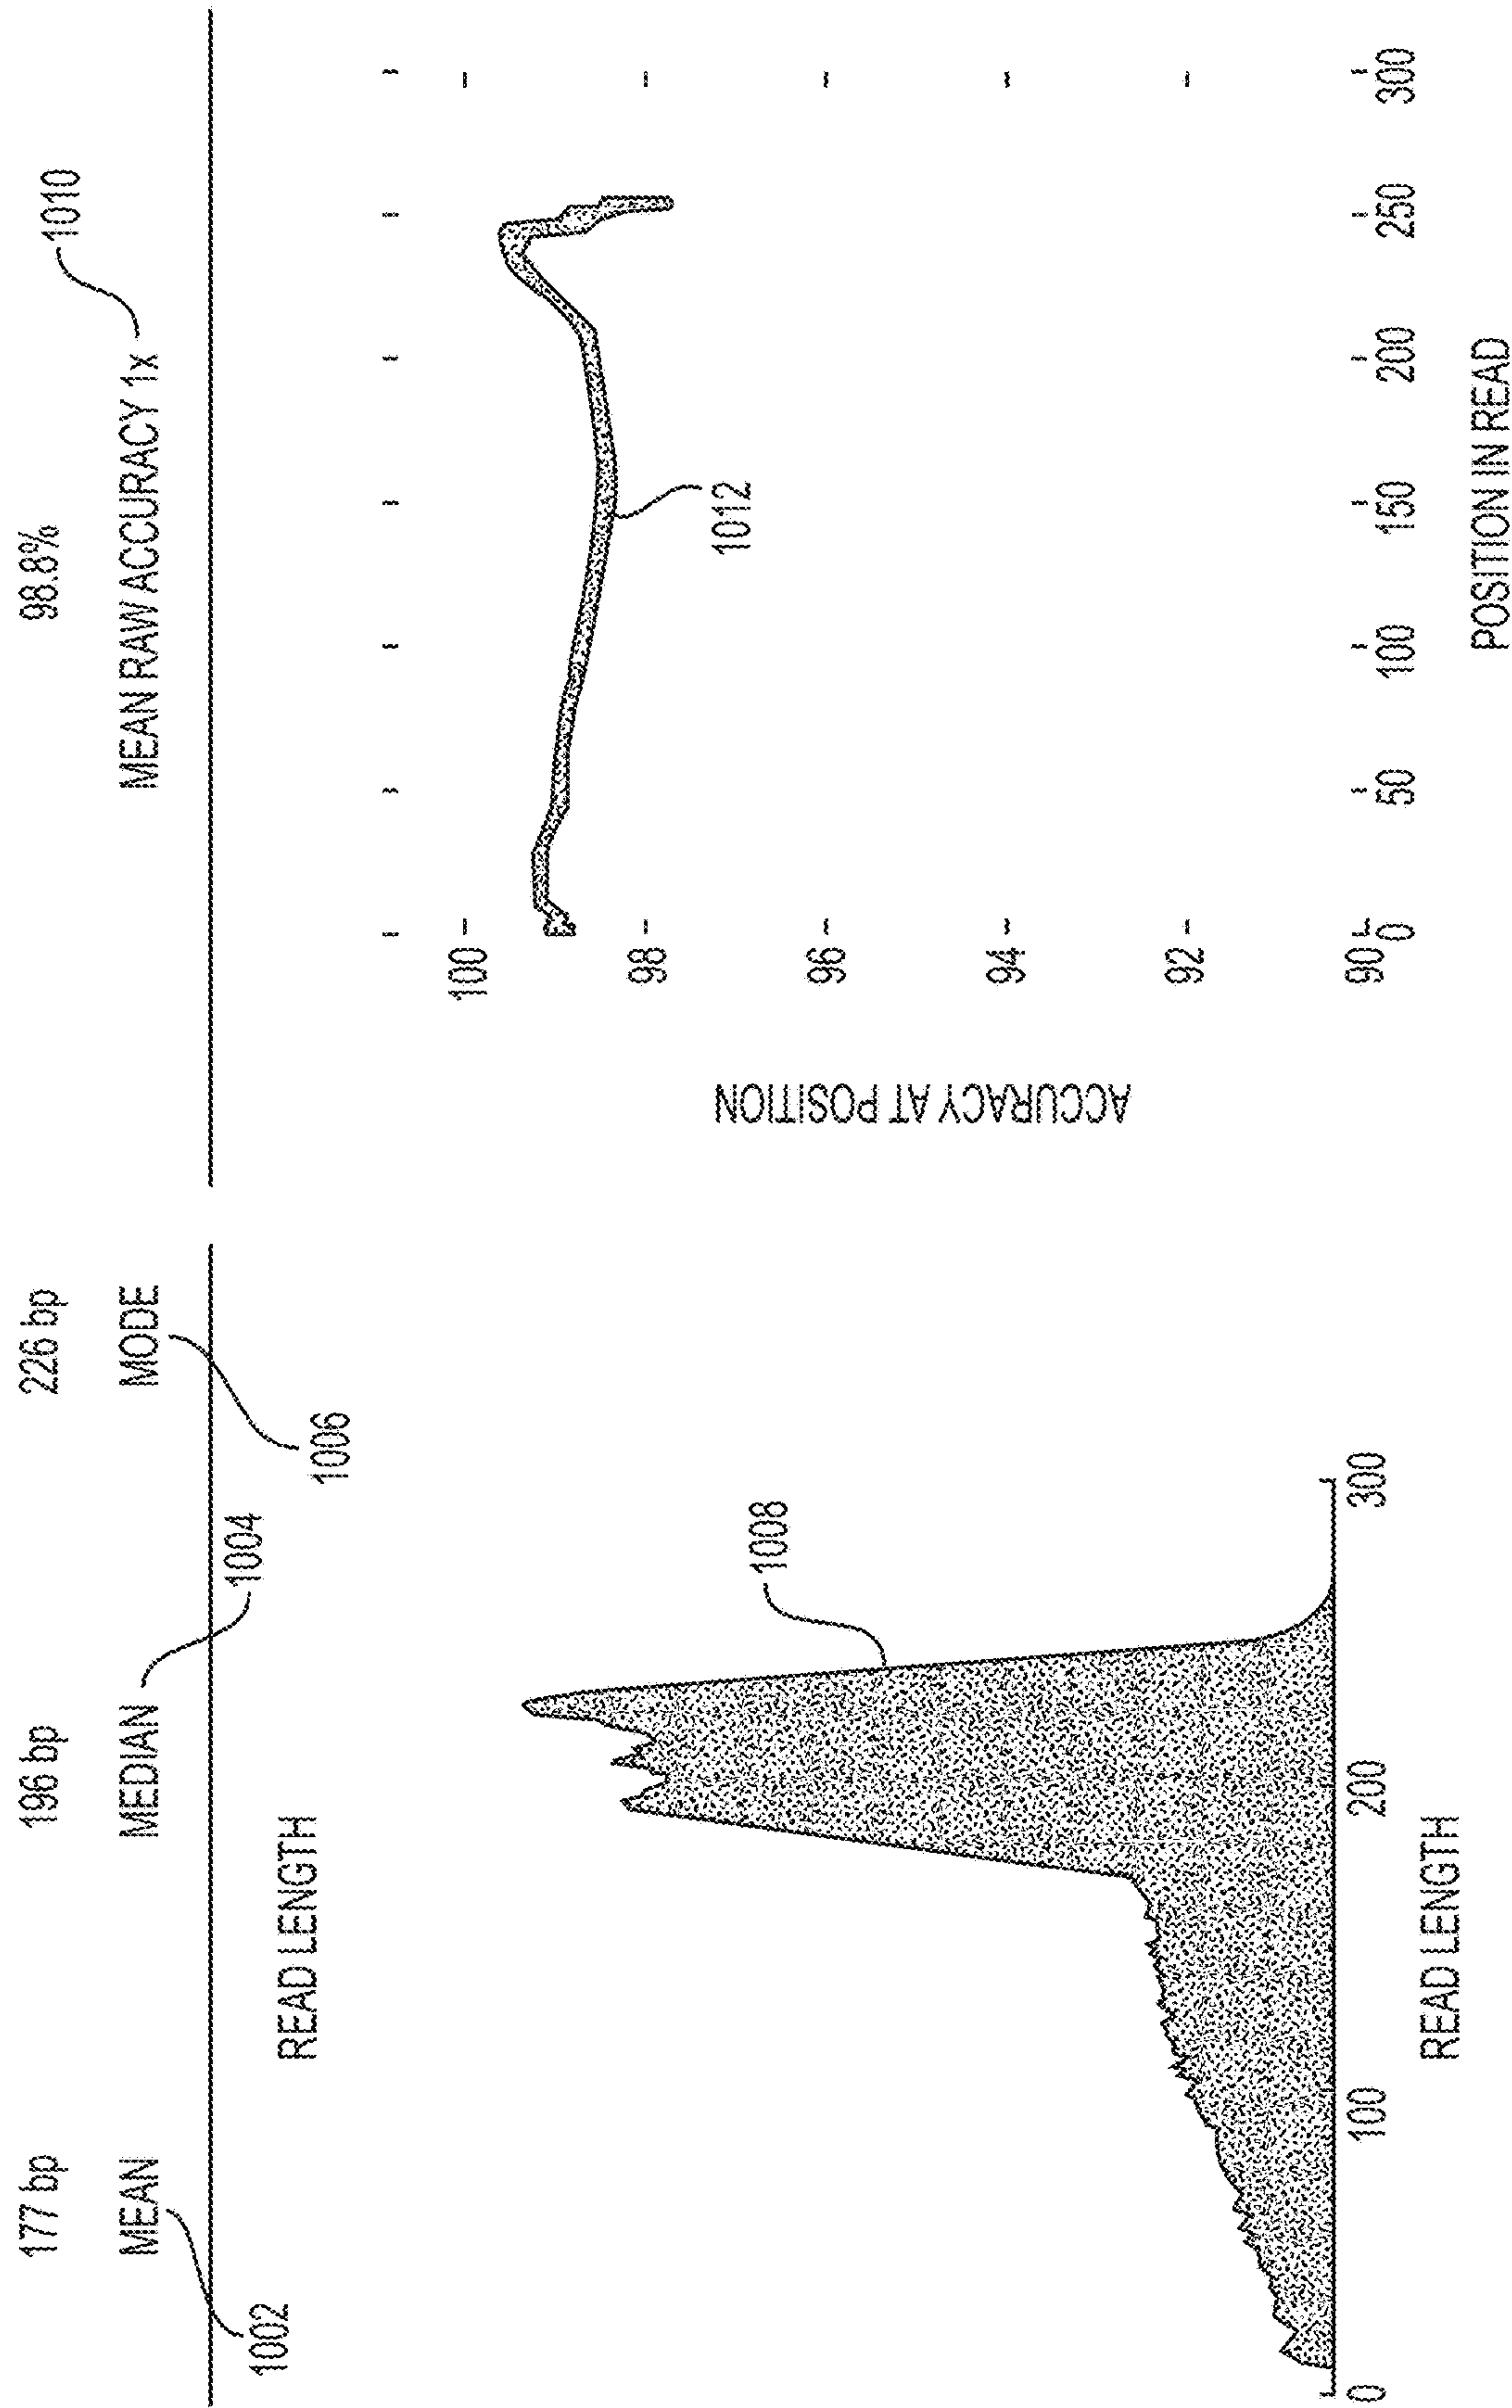 177 bp 196 bp 226 bp
MEAN MEDIAN MODE
1002 1004 1006
READ LENGTH
1008
0 100 200 300
READ LENGTH
98.8%
MEAN RAW ACCURACY 1x
1010
ACCURACY AT POSITION
100
98
96
94
92
90
1012
0 50 100 150 200 250 300
POSITION IN READ